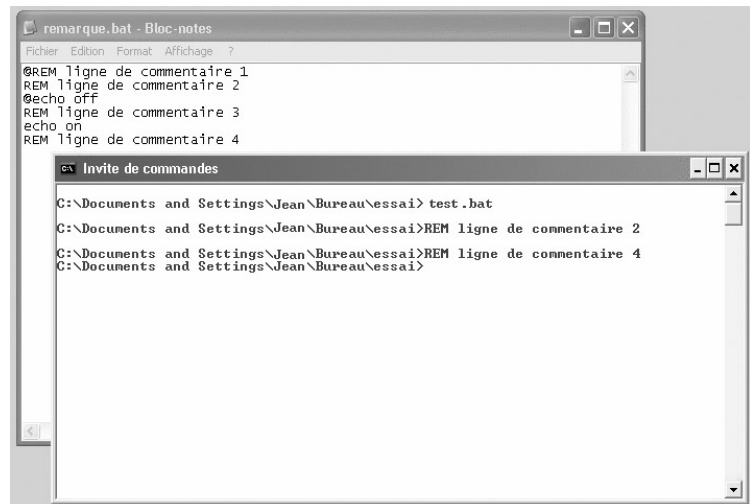 remarque.bat - Bloc-notes
Fichier Edition Format Affichage ?
@REM ligne de commentaire 1
REM ligne de commentaire 2
@echo off
REM ligne de commentaire 3
echo on
REM ligne de commentaire 4
Invite de commandes
C:\Documents and Settings\Jean\Bureau\essai> test.bat
C:\Documents and Settings\Jean\Bureau\essai>REM ligne de commentaire 2
C:\Documents and Settings\Jean\Bureau\essai>REM ligne de commentaire 4
C:\Documents and Settings\Jean\Bureau\essai>